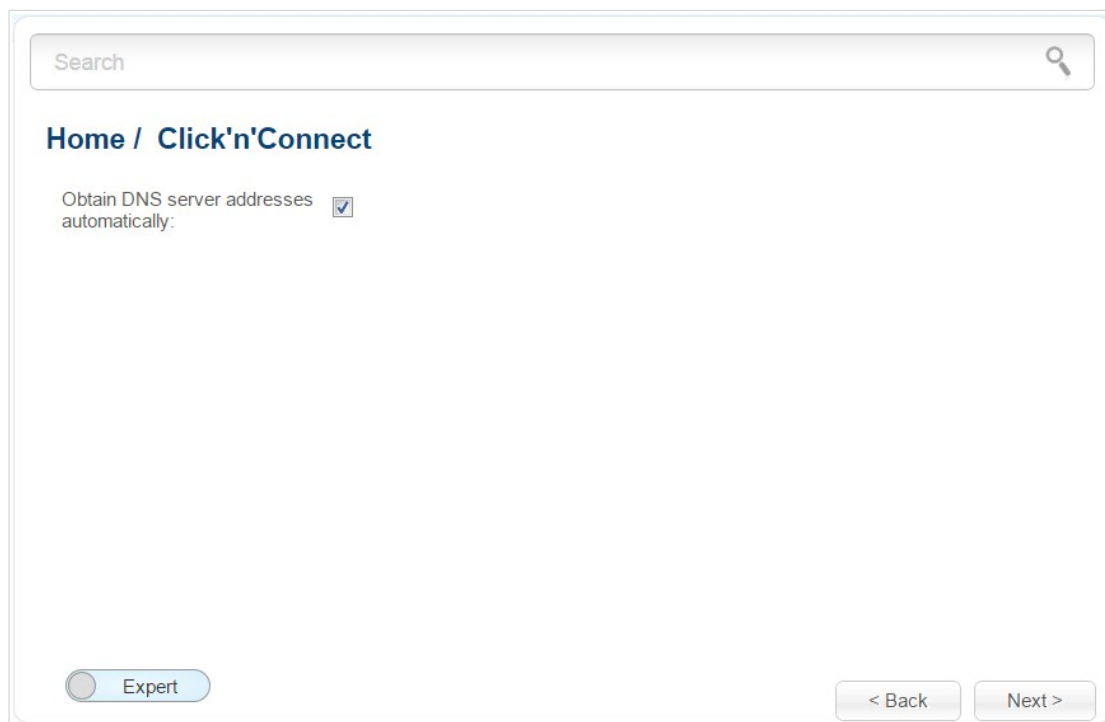 Search
Home / Click'n'Connect
Obtain DNS server addresses
automatically:
Expert
< Back
Next >